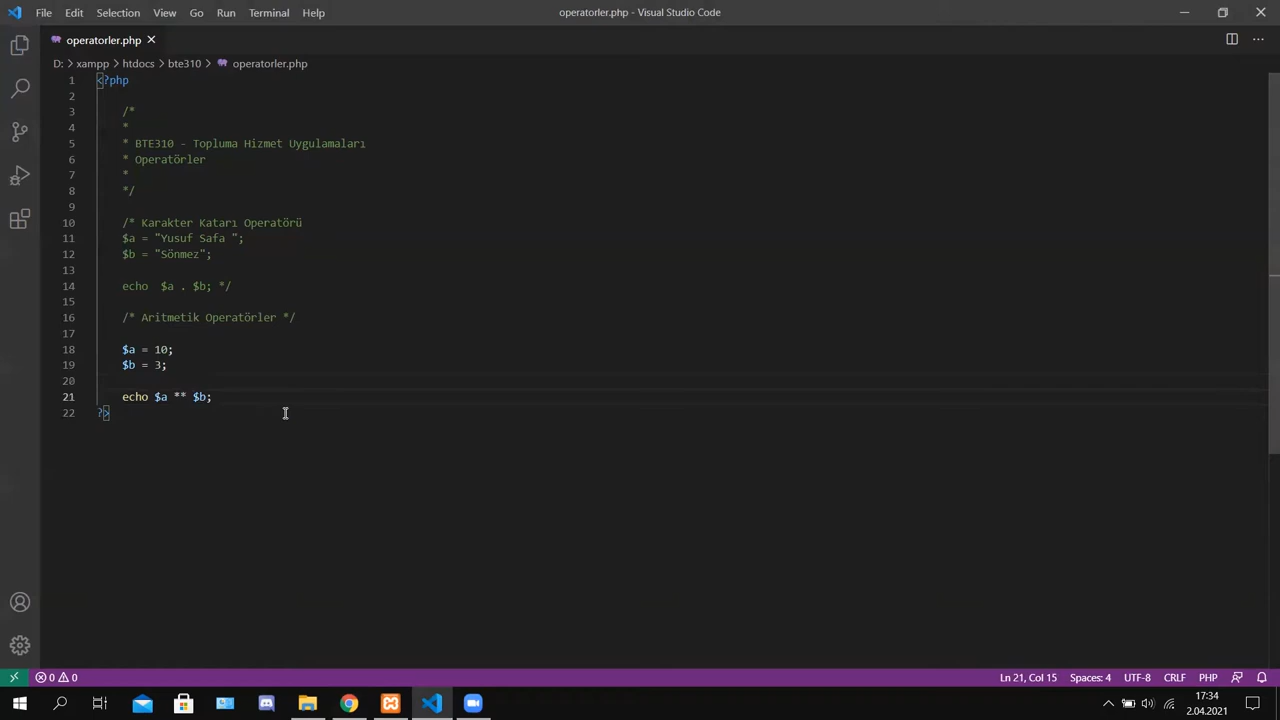 File Edit Selection View Go Run Terminal Help
operatorler.php - Visual Studio Code
operatorler.php
D: > xampp > htdocs > bte310 > operatorler.php
1 <?php
2
3 /*
4 *
5 * BTE310 - Topluma Hizmet Uygulamaları
6 * Operatörler
7 *
8 */
9
10 /* Karakter Katarı Operatörü
11 $a = "Yusuf Safa ";
12 $b = "Sönmez";
13
14 echo  $a . $b; */
15
16 /* Aritmetik Operatörler */
17
18 $a = 10;
19 $b = 3;
20
21 echo $a ** $b;
22 ?>
0 0 Ln 21, Col 15 Spaces: 4 UTF-8 CRLF PHP
17:34
2.04.2021